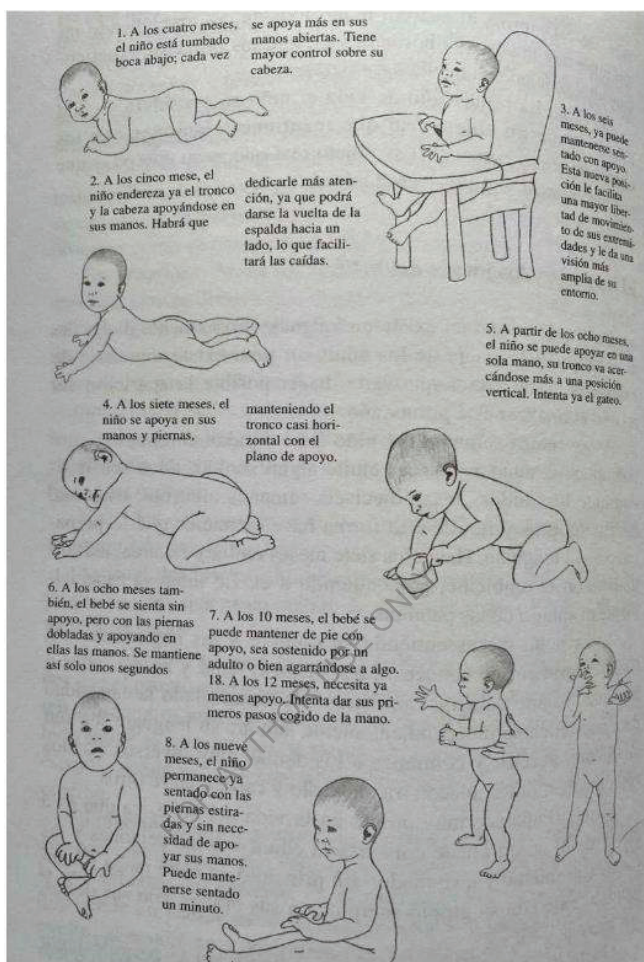 1. A los cuatro meses,
el niño está tumbado
boca abajo; cada vez
se apoya más en sus
manos abiertas. Tiene
mayor control sobre su
cabeza.
2. A los cinco mese, el
niño endereza ya el tronco
y la cabeza apoyándose en
sus manos. Habrá que
dedicarle más aten-
ción, ya que podrá
darse la vuelta de la
espalda hacia un
lado, lo que facili-
tará las caídas.
3. A los seis
meses, ya puede
mantenerse sen-
tado con apoyo.
Esta nueva posi-
ción le facilita
una mayor liber-
tad de movimien-
to de sus extremi-
dades y le da una
visión más
amplia de su
entorno.
4. A los siete meses, el
niño se apoya en sus
manos y piernas,
manteniendo el
tronco casi hori-
zontal con el
plano de apoyo.
5. A partir de los ocho meses,
el niño se puede apoyar en una
sola mano, su tronco va acer-
cándose más a una posición
vertical. Intenta ya el gateo.
6. A los ocho meses tam-
bién, el bebé se sienta sin
apoyo, pero con las piernas
dobladas y apoyando en
ellas las manos. Se mantiene
así solo unos segundos
7. A los 10 meses, el bebé se
puede mantener de pie con
apoyo, sea sostenido por un
adulto o bien agarrándose a algo.
18. A los 12 meses, necesita ya
menos apoyo. Intenta dar sus pri-
meros pasos cogido de la mano.
8. A los nueve
meses, el niño
permanece ya
sentado con las
piernas estira-
das y sin nece-
sidad de apo-
yar sus manos.
Puede mante-
nerse sentado
un minuto.